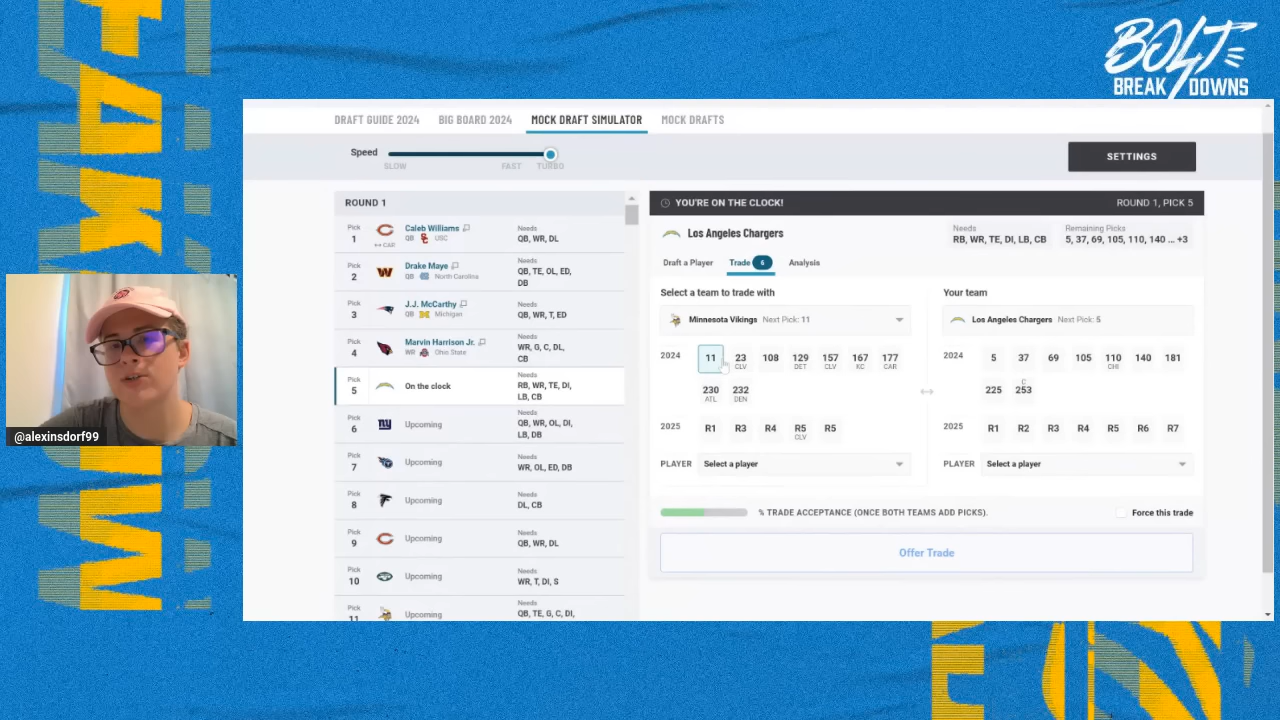 BOLT
BREAK DOWNS
DRAFT GUIDE 2024 BIG BOARD 2024 MOCK DRAFT SIMULATOR MOCK DRAFTS
Speed
SLOW FAST TURBO
SETTINGS
ROUND 1
Pick 1 Caleb Williams Needs
QB USC QB, WR, DL
CAR
Pick 2 Drake Maye Needs
QB North Carolina QB, TE, OL, ED,
DB
Pick 3 J.J. McCarthy Needs
QB Michigan QB, WR, T, ED
Pick 4 Marvin Harrison Jr. Needs
WR Ohio State WR, G, C, DL,
CB
Pick 5 On the clock Needs
RB, WR, TE, DI,
LB, CB
Pick 6 Upcoming Needs
QB, WR, OL, DI,
LB, DB
Pick 7 Upcoming Needs
WR, OL, ED, DB
Pick 8 Upcoming Needs
DL, CB
Pick 9 Upcoming Needs
QB, WR, DL
Pick 10 Upcoming Needs
WR, T, DI, S
Pick 11 Upcoming Needs
QB, TE, G, C, DI,
YOU'RE ON THE CLOCK! ROUND 1, PICK 5
Los Angeles Chargers
Needs
RB, WR, TE, DI, LB, CB
Remaining Picks
5, 37, 69, 105, 110, 140 ... +3
Draft a Player Trade 6 Analysis
Select a team to trade with
Minnesota Vikings Next Pick: 11
2024 11 23 108 129 157 167 177
CLV DET CLV KC CAR
230 232
ATL DEN
2025 R1 R3 R4 R5 R5
CLV
PLAYER Select a player
Your team
Los Angeles Chargers Next Pick: 5
2024 5 37 69 105 110 140 181
CHI
225 253
C
2025 R1 R2 R3 R4 R5 R6 R7
PLAYER Select a player
% TRADE ACCEPTANCE (ONCE BOTH TEAMS ADD PICKS).
Force this trade
Offer Trade
@alexinsdorf99